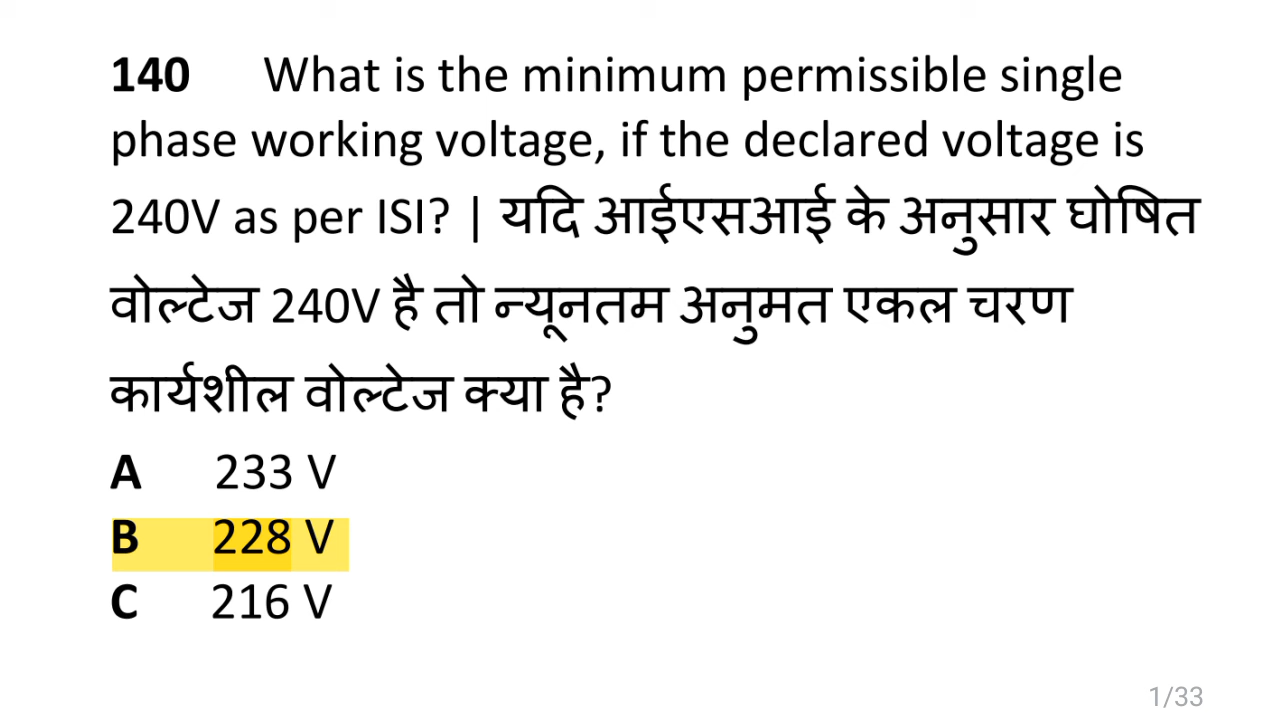 140 What is the minimum permissible single
phase working voltage, if the declared voltage is
240V as per ISI? | यदि आईएसआई के अनुसार घोषित
वोल्टेज 240V है तो न्यूनतम अनुमत एकल चरण
कार्यशील वोल्टेज क्या है?
A 233 V
B 228 V
C 216 V
1/33